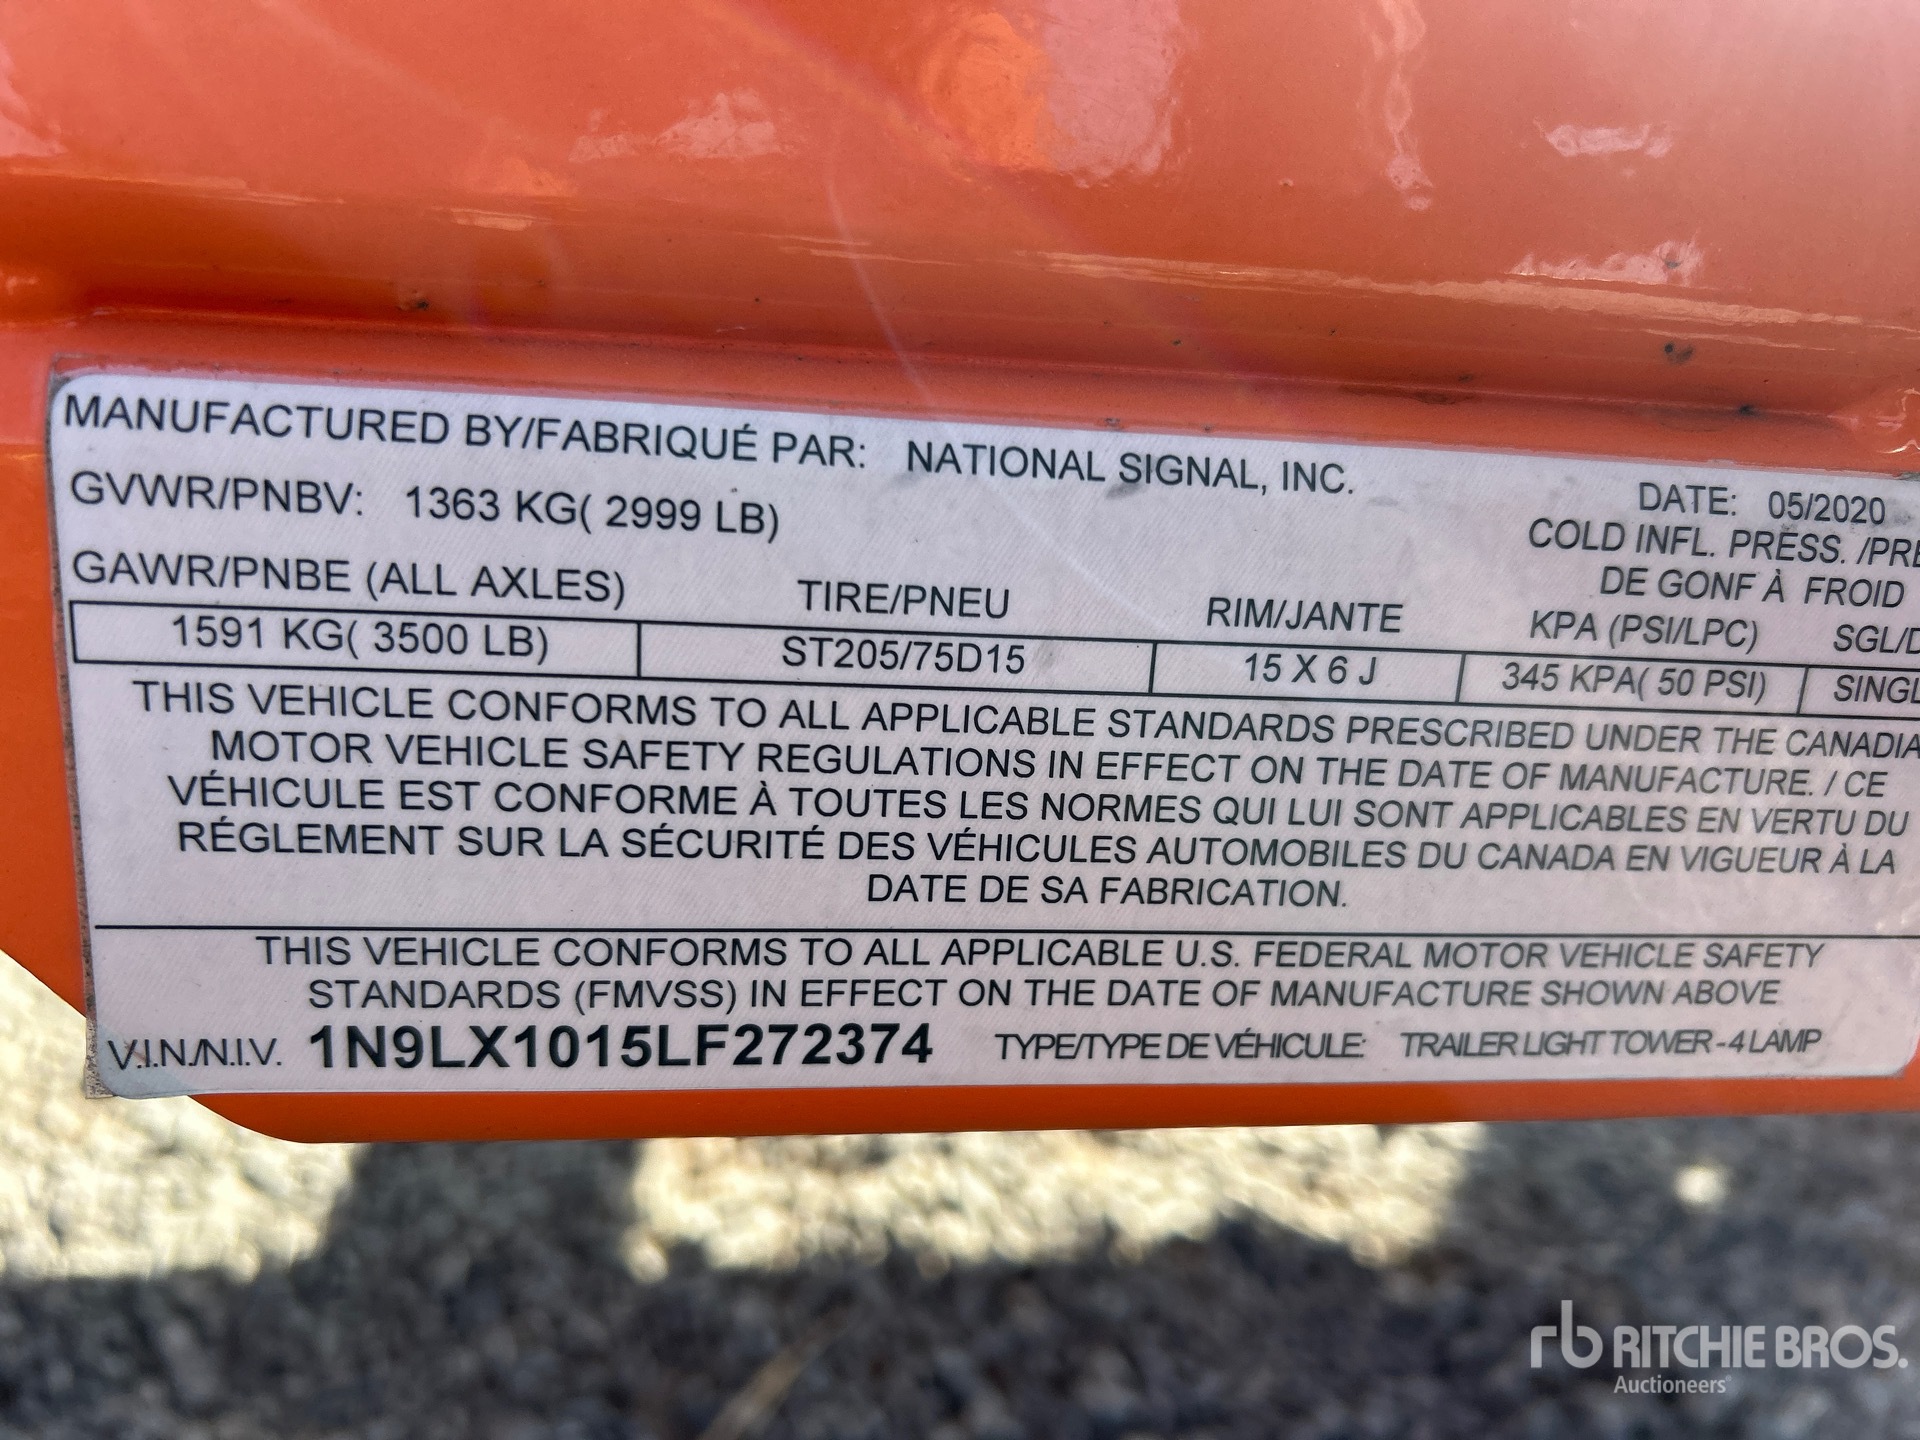 MANUFACTURED BY/FABRIQUÉ PAR: NATIONAL SIGNAL, INC.
GVWR/PNBV: 1363 KG( 2999 LB)
DATE: 05/2020
COLD INFL. PRESS. /PRE
DE GONF À FROID
GAWR/PNBE (ALL AXLES) TIRE/PNEU RIM/JANTE KPA (PSI/LPC) SGL/D
1591 KG( 3500 LB) ST205/75D15 15 X 6 J 345 KPA( 50 PSI) SINGL
THIS VEHICLE CONFORMS TO ALL APPLICABLE STANDARDS PRESCRIBED UNDER THE CANADIA
MOTOR VEHICLE SAFETY REGULATIONS IN EFFECT ON THE DATE OF MANUFACTURE. / CE
VÉHICULE EST CONFORME À TOUTES LES NORMES QUI LUI SONT APPLICABLES EN VERTU DU
RÉGLEMENT SUR LA SÉCURITÉ DES VÉHICULES AUTOMOBILES DU CANADA EN VIGUEUR À LA
DATE DE SA FABRICATION.
THIS VEHICLE CONFORMS TO ALL APPLICABLE U.S. FEDERAL MOTOR VEHICLE SAFETY
STANDARDS (FMVSS) IN EFFECT ON THE DATE OF MANUFACTURE SHOWN ABOVE
V.I.N./N.I.V. 1N9LX1015LF272374 TYPE/TYPE DE VÉHICULE: TRAILER LIGHT TOWER - 4 LAMP
rb RITCHIE BROS.
Auctioneers